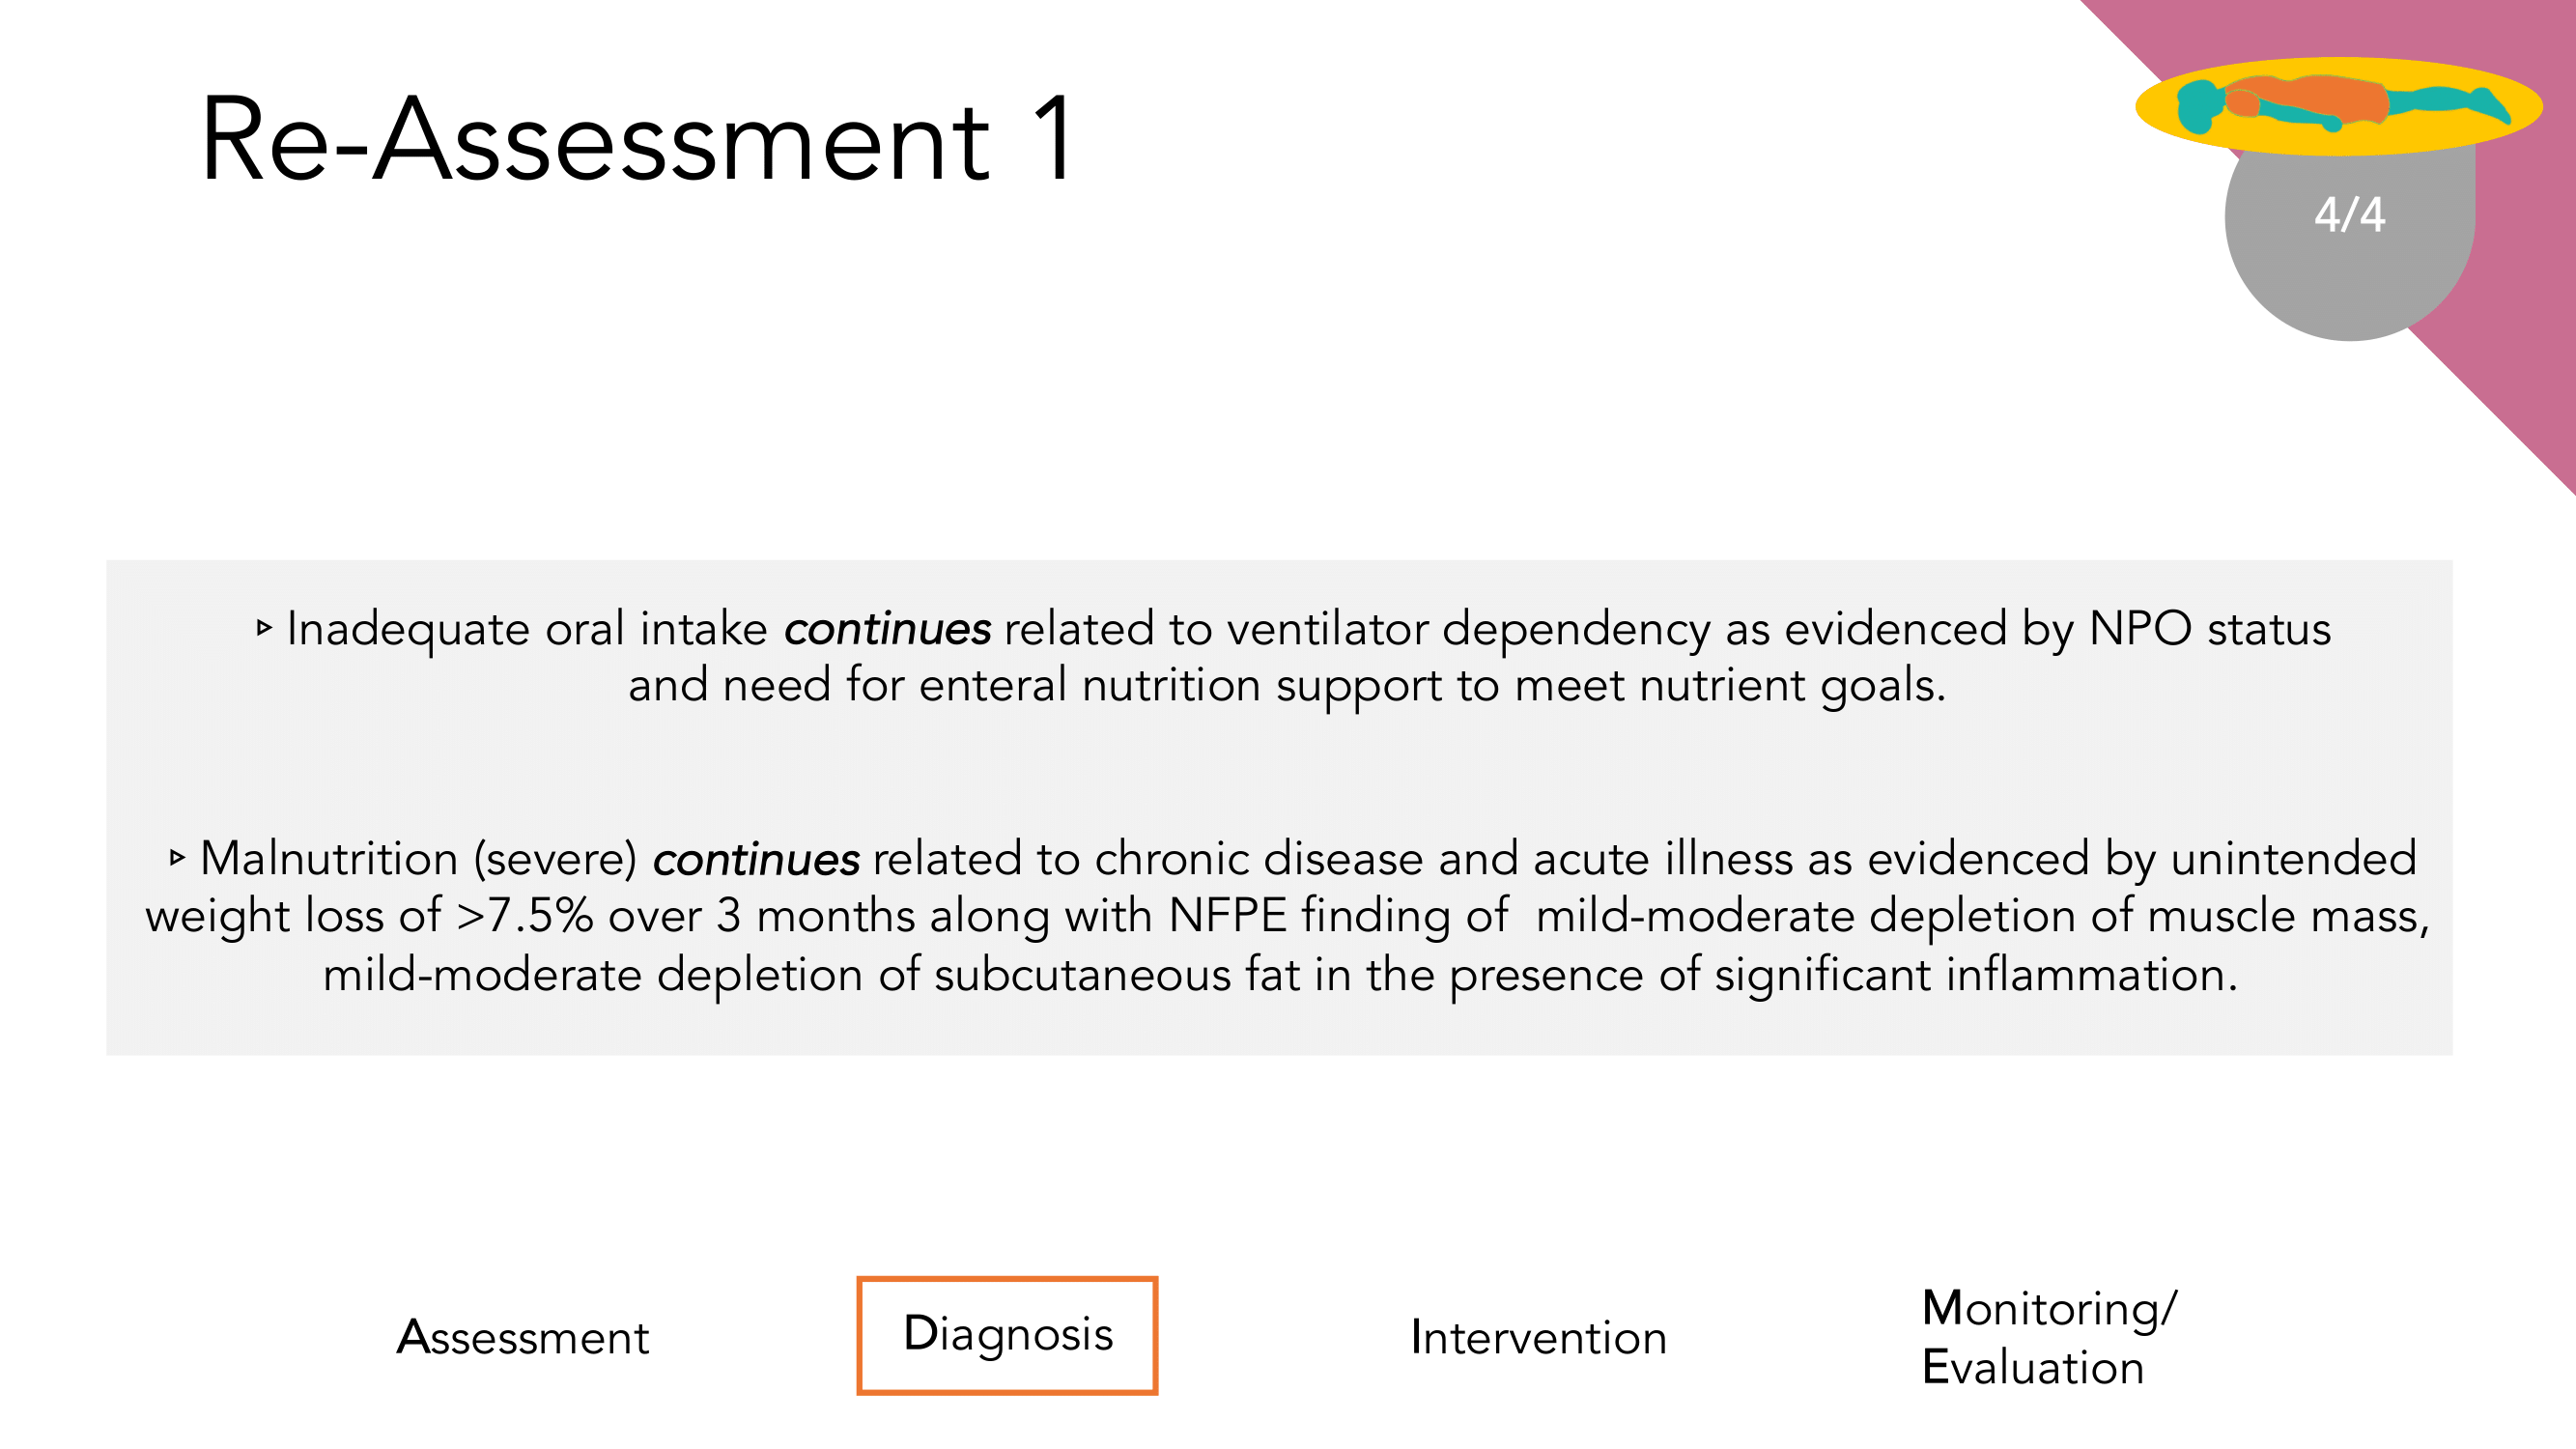 Re-Assessment 1
4/4
▹ Inadequate oral intake continues related to ventilator dependency as evidenced by NPO status
and need for enteral nutrition support to meet nutrient goals.
▹ Malnutrition (severe) continues related to chronic disease and acute illness as evidenced by unintended
weight loss of >7.5% over 3 months along with NFPE finding of  mild-moderate depletion of muscle mass,
mild-moderate depletion of subcutaneous fat in the presence of significant inflammation.
Assessment
Diagnosis
Intervention
Monitoring/
Evaluation